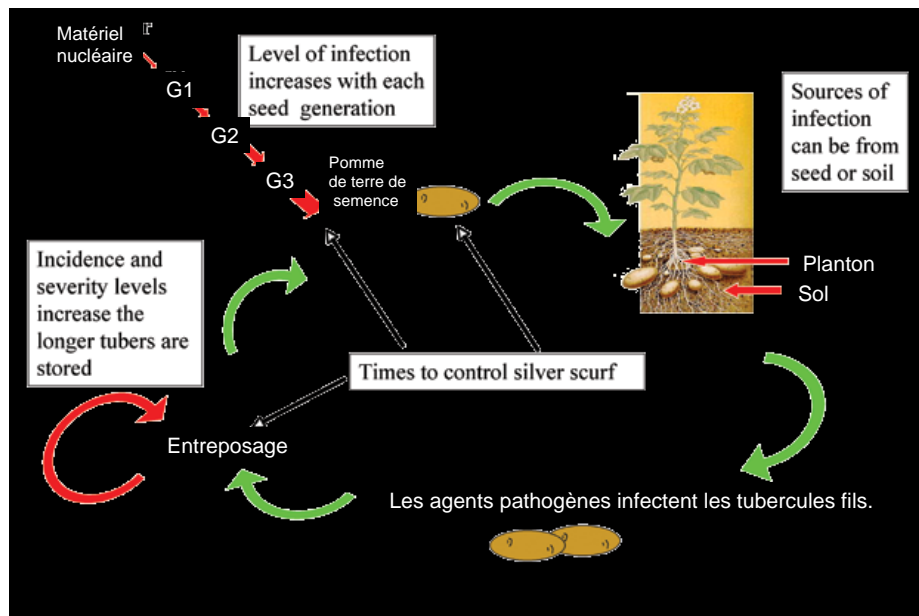 Matériel
nucléaire
G1
G2
G3
Level of infection
increases with each
seed generation
Pomme
de terre de
semence
Sources of
infection
can be from
seed or soil
Planton
Sol
Incidence and
severity levels
increase the
longer tubers are
stored
Times to control silver scurf
Entreposage
Les agents pathogènes infectent les tubercules fils.